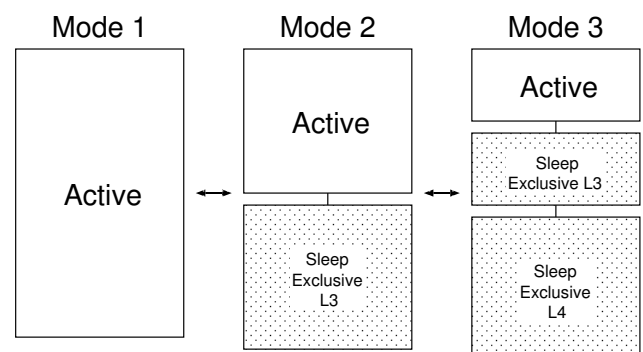 Mode 1
Mode 2
Mode 3
Active
Active
Sleep
Exclusive
L3
Active
Sleep
Exclusive L3
Sleep
Exclusive
L4